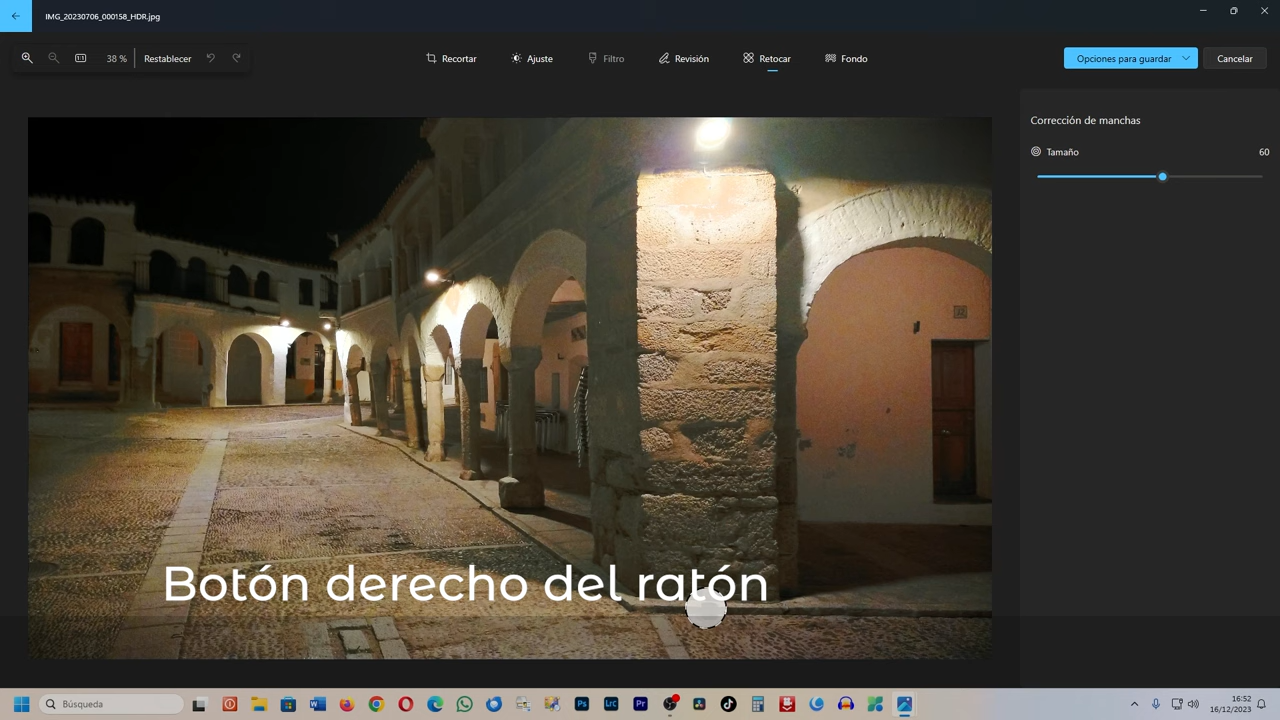 IMG_20230706_000158_HDR.jpg
38 % Restablecer Recortar Ajuste Filtro Revisión Retocar Fondo Opciones para guardar Cancelar
Corrección de manchas
Tamaño 60
Botón derecho del ratón
Búsqueda
16:52
16/12/2023